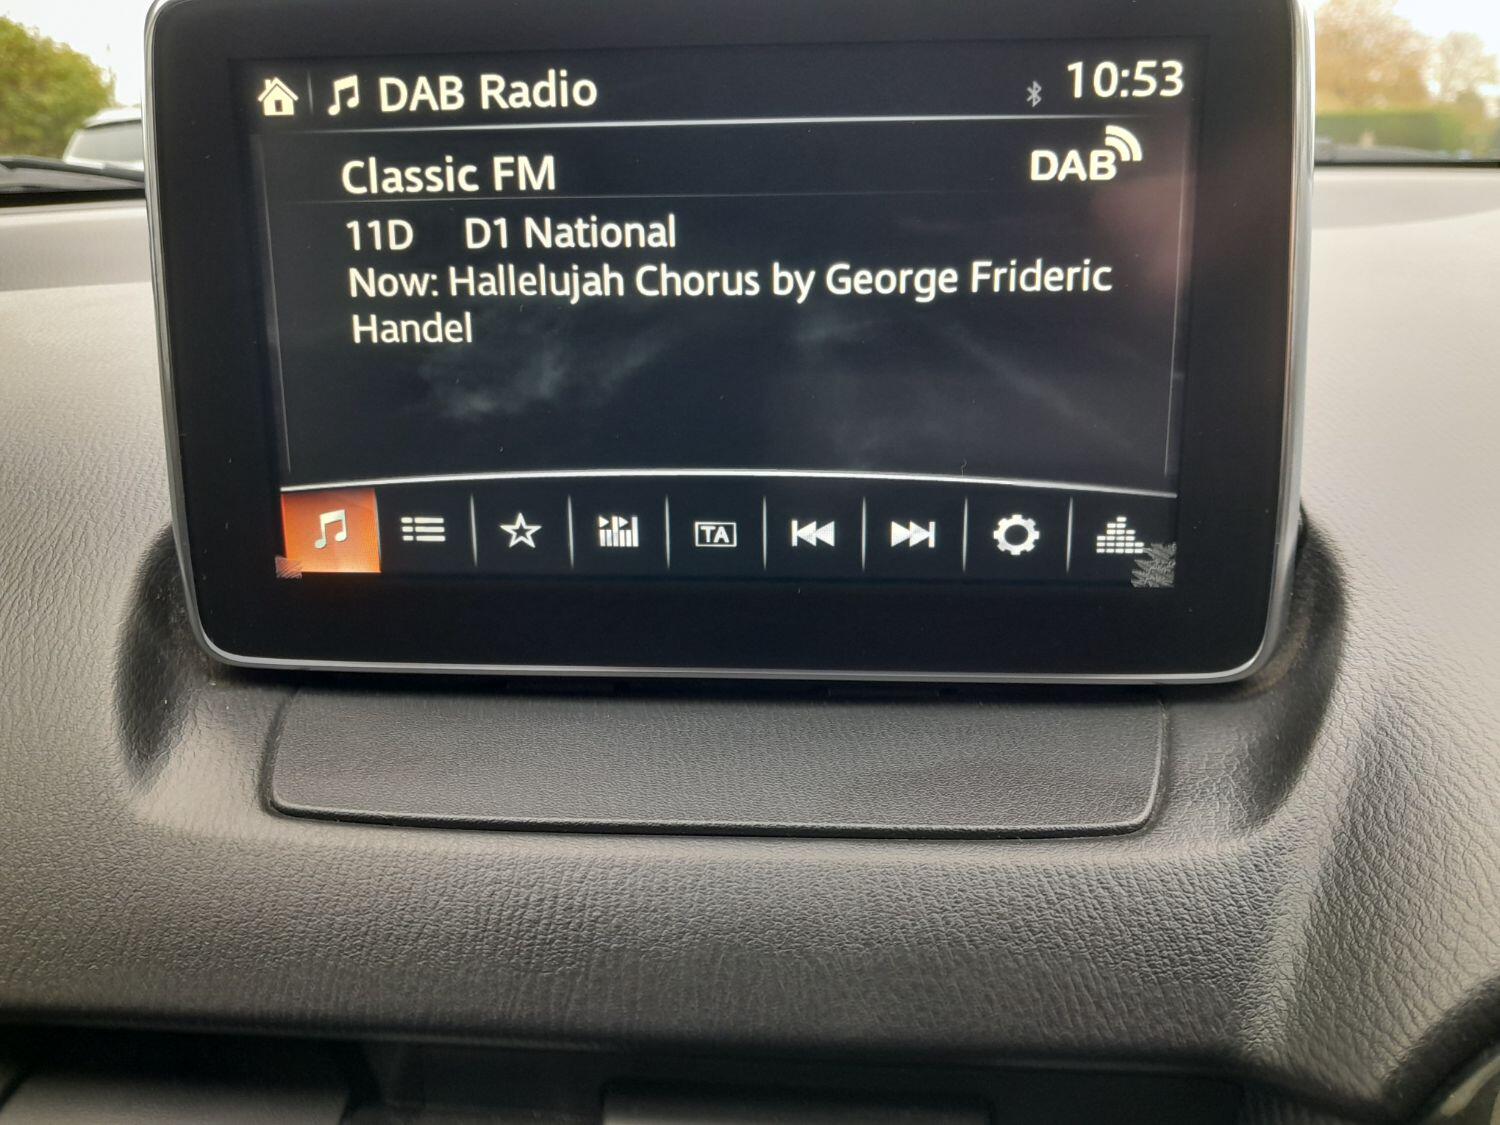 DAB Radio 10:53
Classic FM DAB
11D D1 National
Now: Hallelujah Chorus by George Frideric
Handel
TA